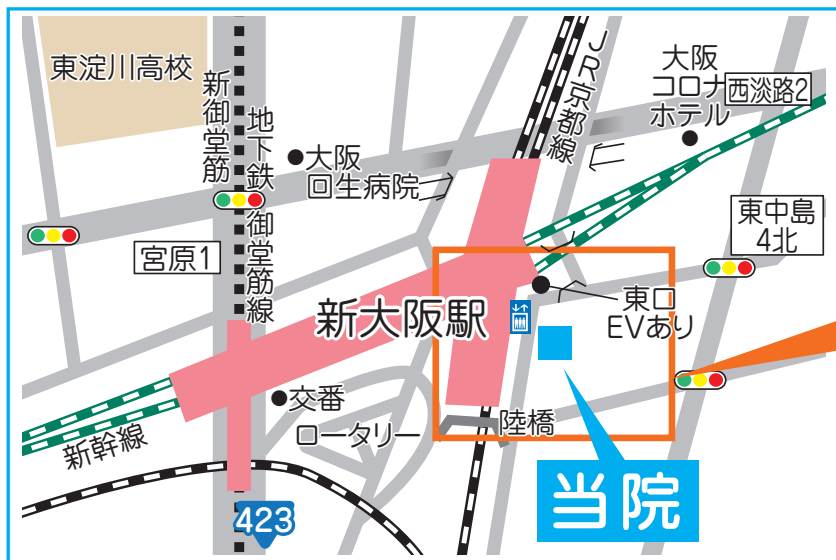 東淀川高校
新御堂筋
地下鉄御堂筋線
大阪
回生病院
JR京都線
大阪
コロナ
ホテル
西淡路2
宮原1
東中島
4北
新大阪駅
東口
EVあり
交番
ロータリー
陸橋
新幹線
当院
423